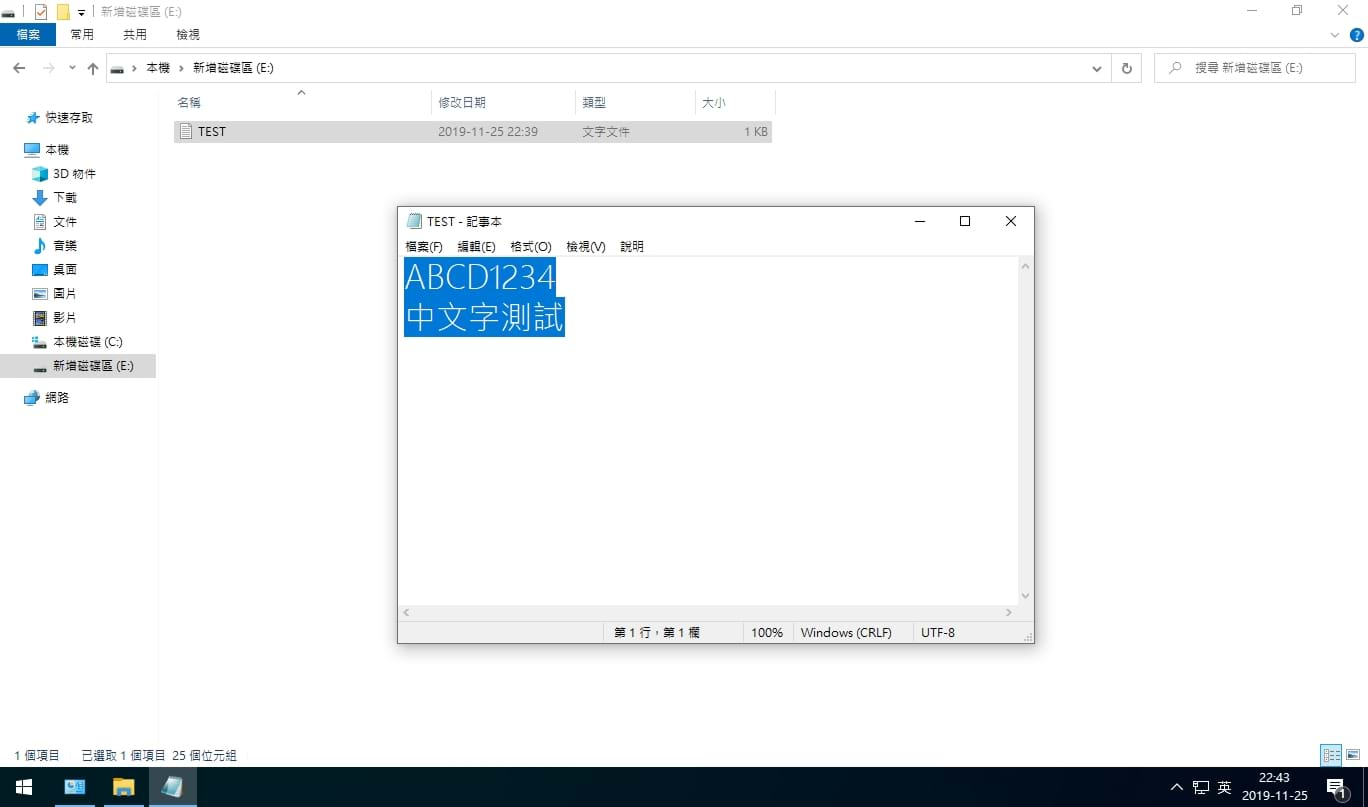 新增磁碟區 (E:)
檔案 常用 共用 檢視
本機 新增磁碟區 (E:) 搜尋 新增磁碟區 (E:)
名稱 修改日期 類型 大小
TEST 2019-11-25 22:39 文字文件 1 KB
快速存取
本機
3D 物件
下載
文件
音樂
桌面
圖片
影片
本機磁碟 (C:)
新增磁碟區 (E:)
網路
TEST - 記事本
檔案(F) 編輯(E) 格式(O) 檢視(V) 說明
ABCD1234
中文字測試
第 1 行，第 1 欄 100% Windows (CRLF) UTF-8
1 個項目 已選取 1 個項目 25 個位元組
英 22:43 1
2019-11-25